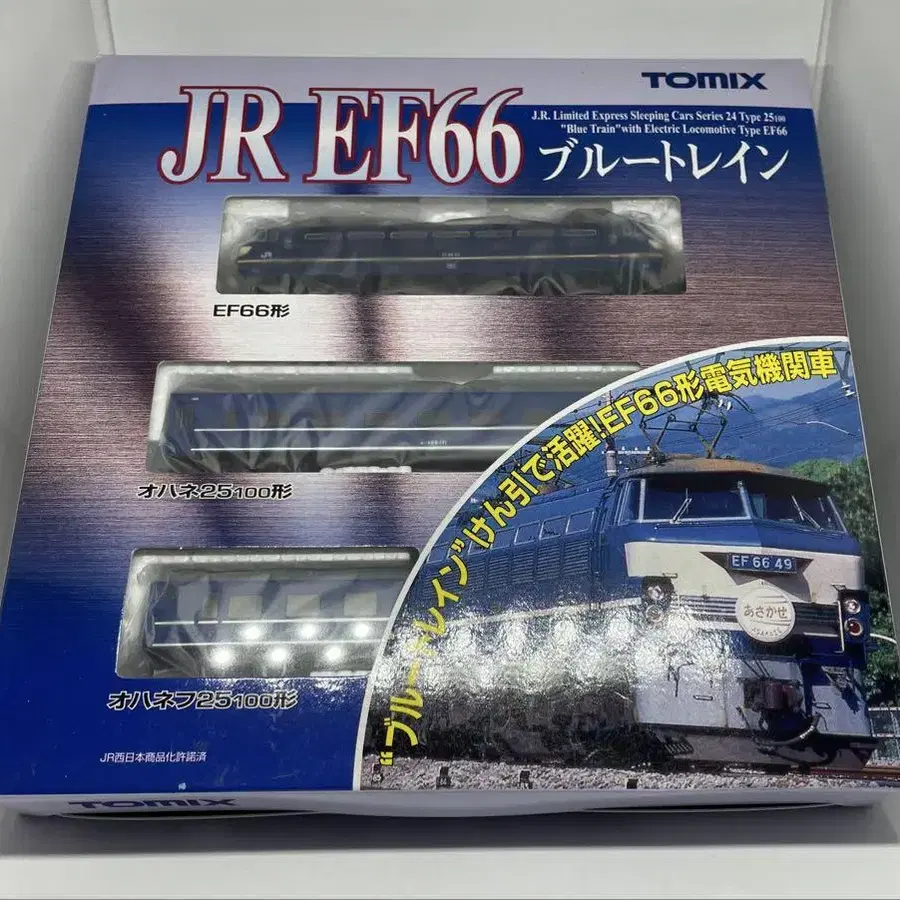 TOMIX
JR EF66
J.R. Limited Express Sleeping Cars Series 24 Type 25100
"Blue Train" with Electric Locomotive Type EF66
ブルートレイン
JR
EF66形
オハネ25100形
オハネフ25100形
"ブルートレイン"けん引で活躍!EF66形電気機関車
EF 66 49
あさかぜ
JR西日本商品化許諾済
TOMIX